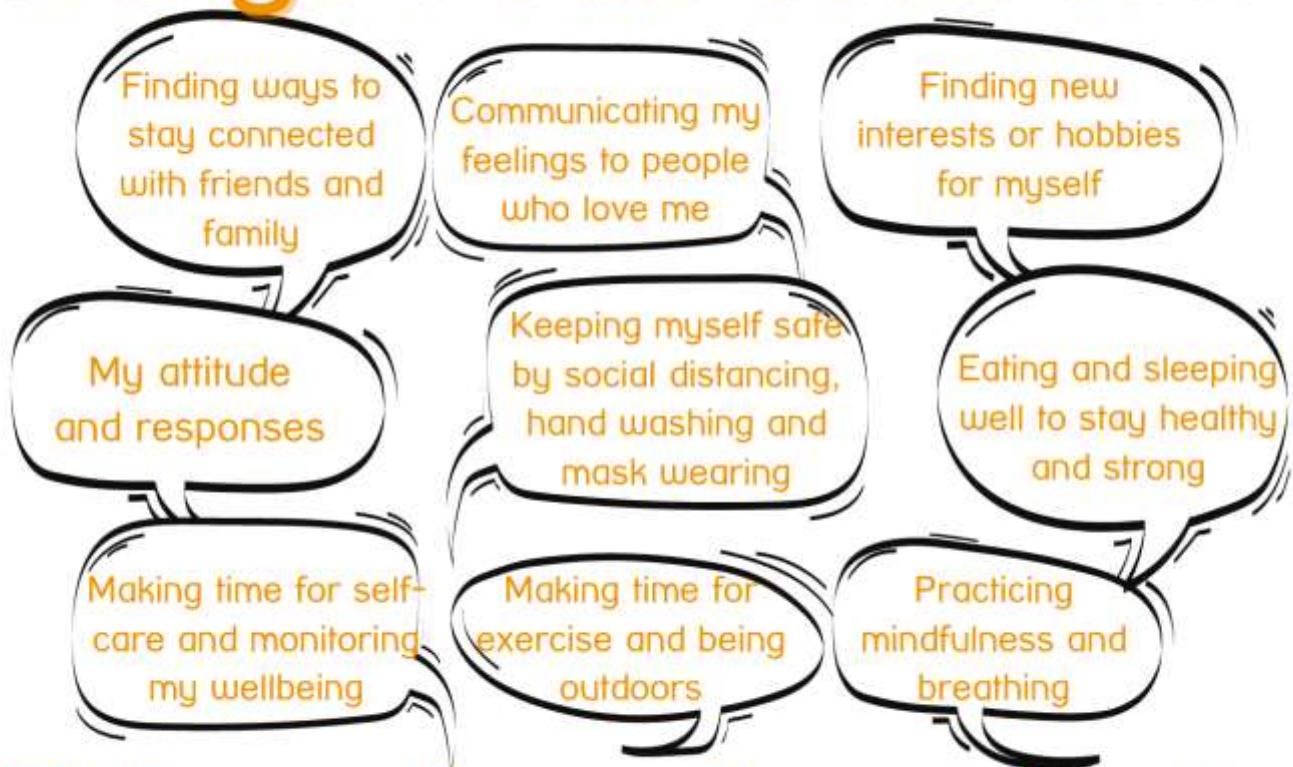 Finding ways to
stay connected
with friends and
family
Communicating my
feelings to people
who love me
Finding new
interests or hobbies
for myself
My attitude
and responses
Keeping myself safe
by social distancing,
hand washing and
mask wearing
Eating and sleeping
well to stay healthy
and strong
Making time for self-
care and monitoring
my wellbeing
Making time for
exercise and being
outdoors
Practicing
mindfulness and
breathing